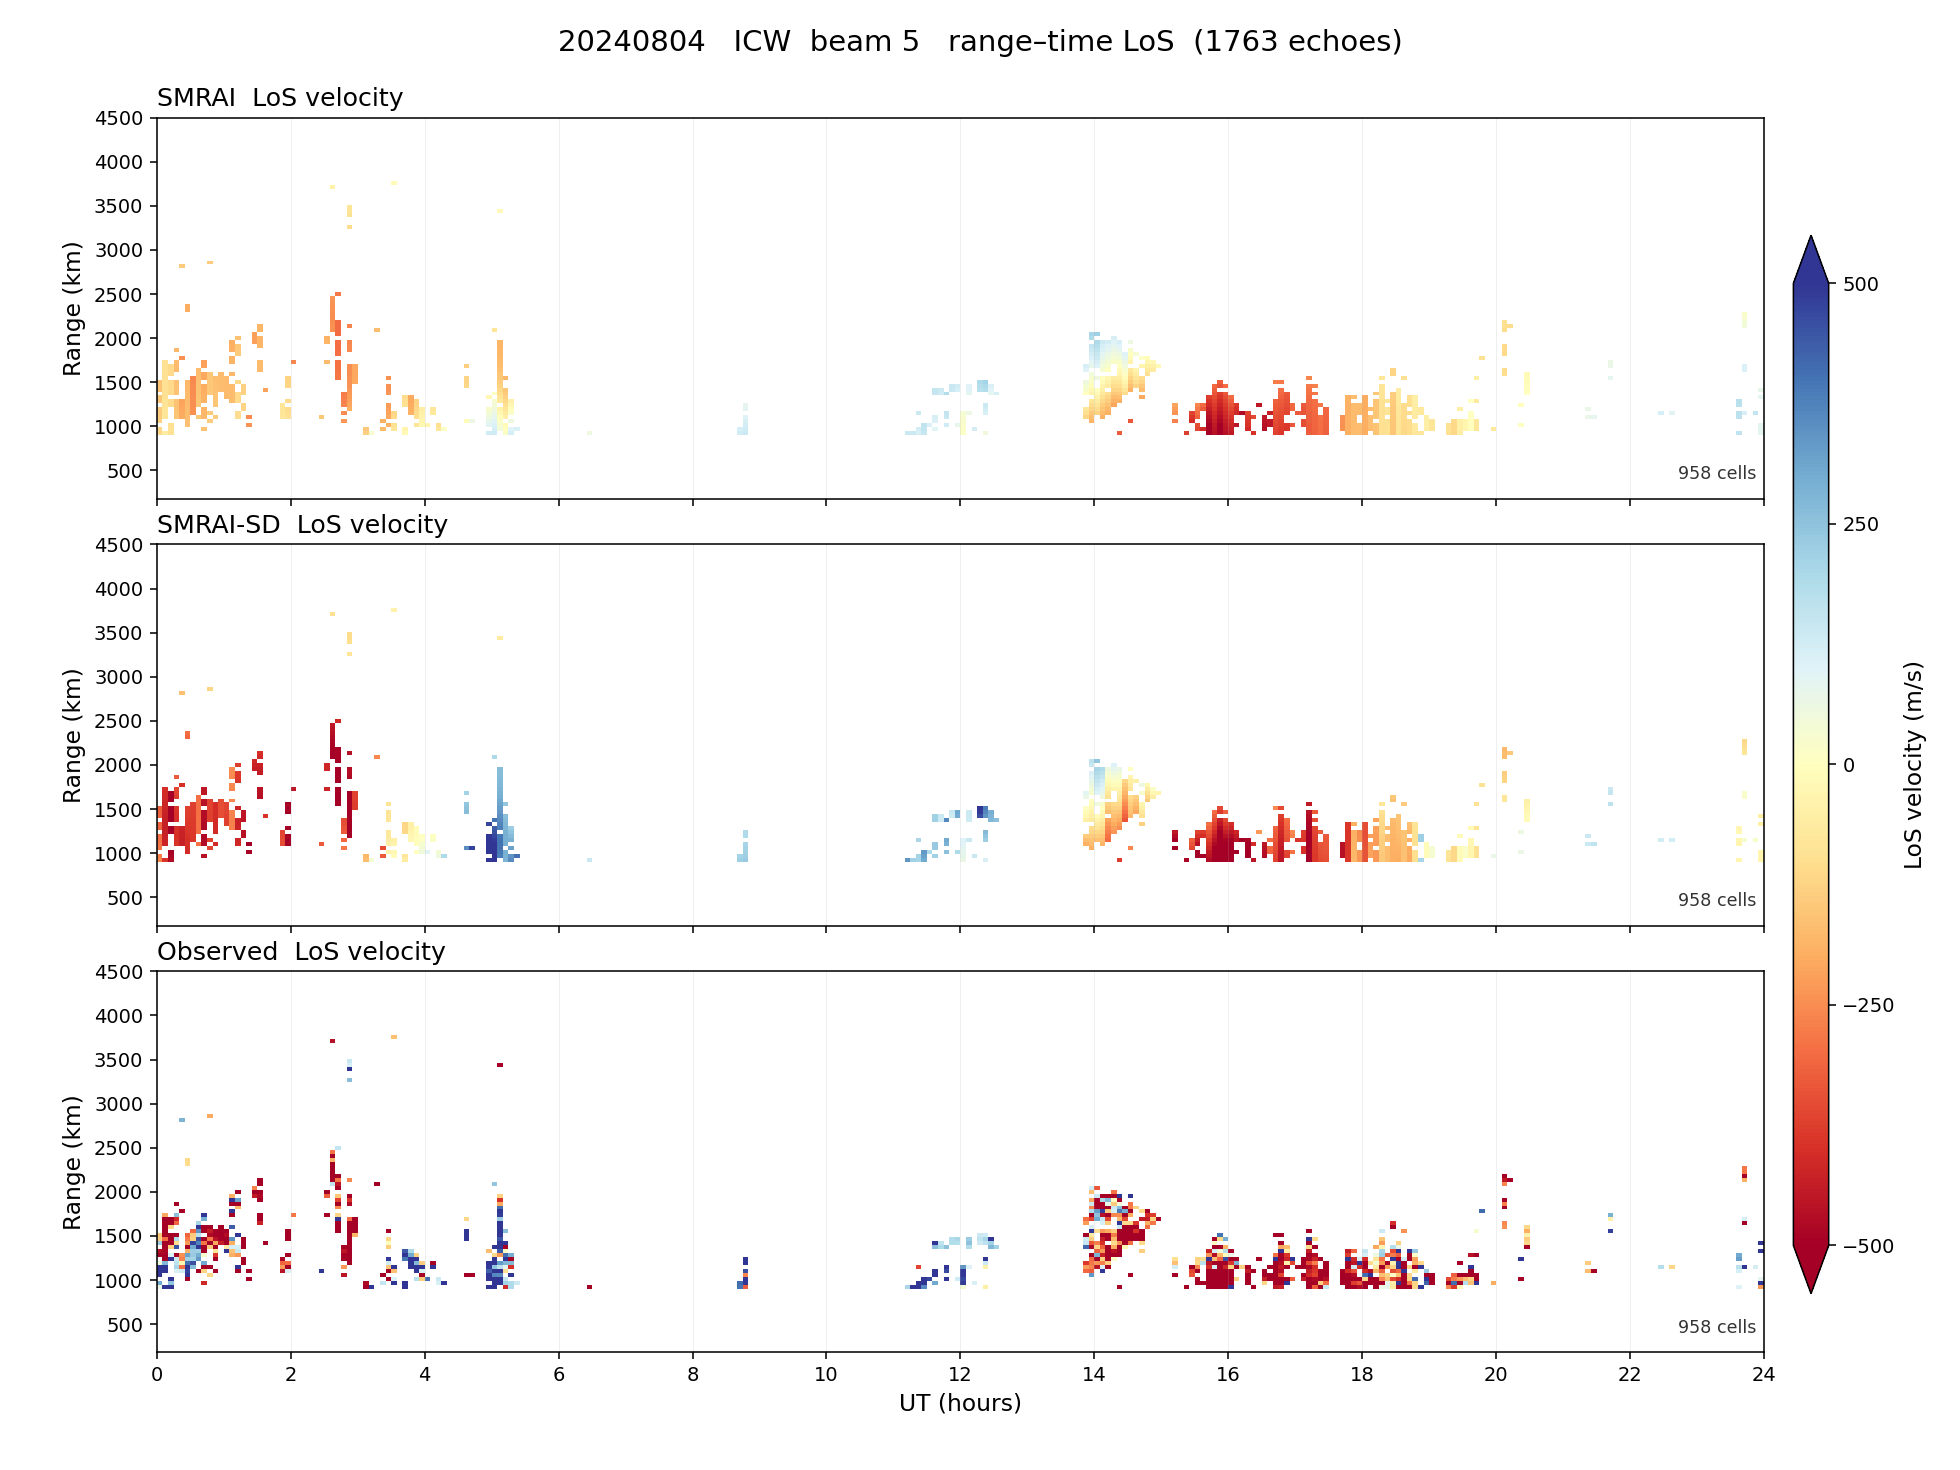 20240804   ICW  beam 5   range–time LoS  (1763 echoes)
SMRAI  LoS velocity
4500
4000
3500
3000
2500
2000
1500
1000
500
Range (km)
958 cells
SMRAI-SD  LoS velocity
4500
4000
3500
3000
2500
2000
1500
1000
500
Range (km)
958 cells
Observed  LoS velocity
4500
4000
3500
3000
2500
2000
1500
1000
500
Range (km)
958 cells
0 2 4 6 8 10 12 14 16 18 20 22 24
UT (hours)
500
250
0
−250
−500
LoS velocity (m/s)